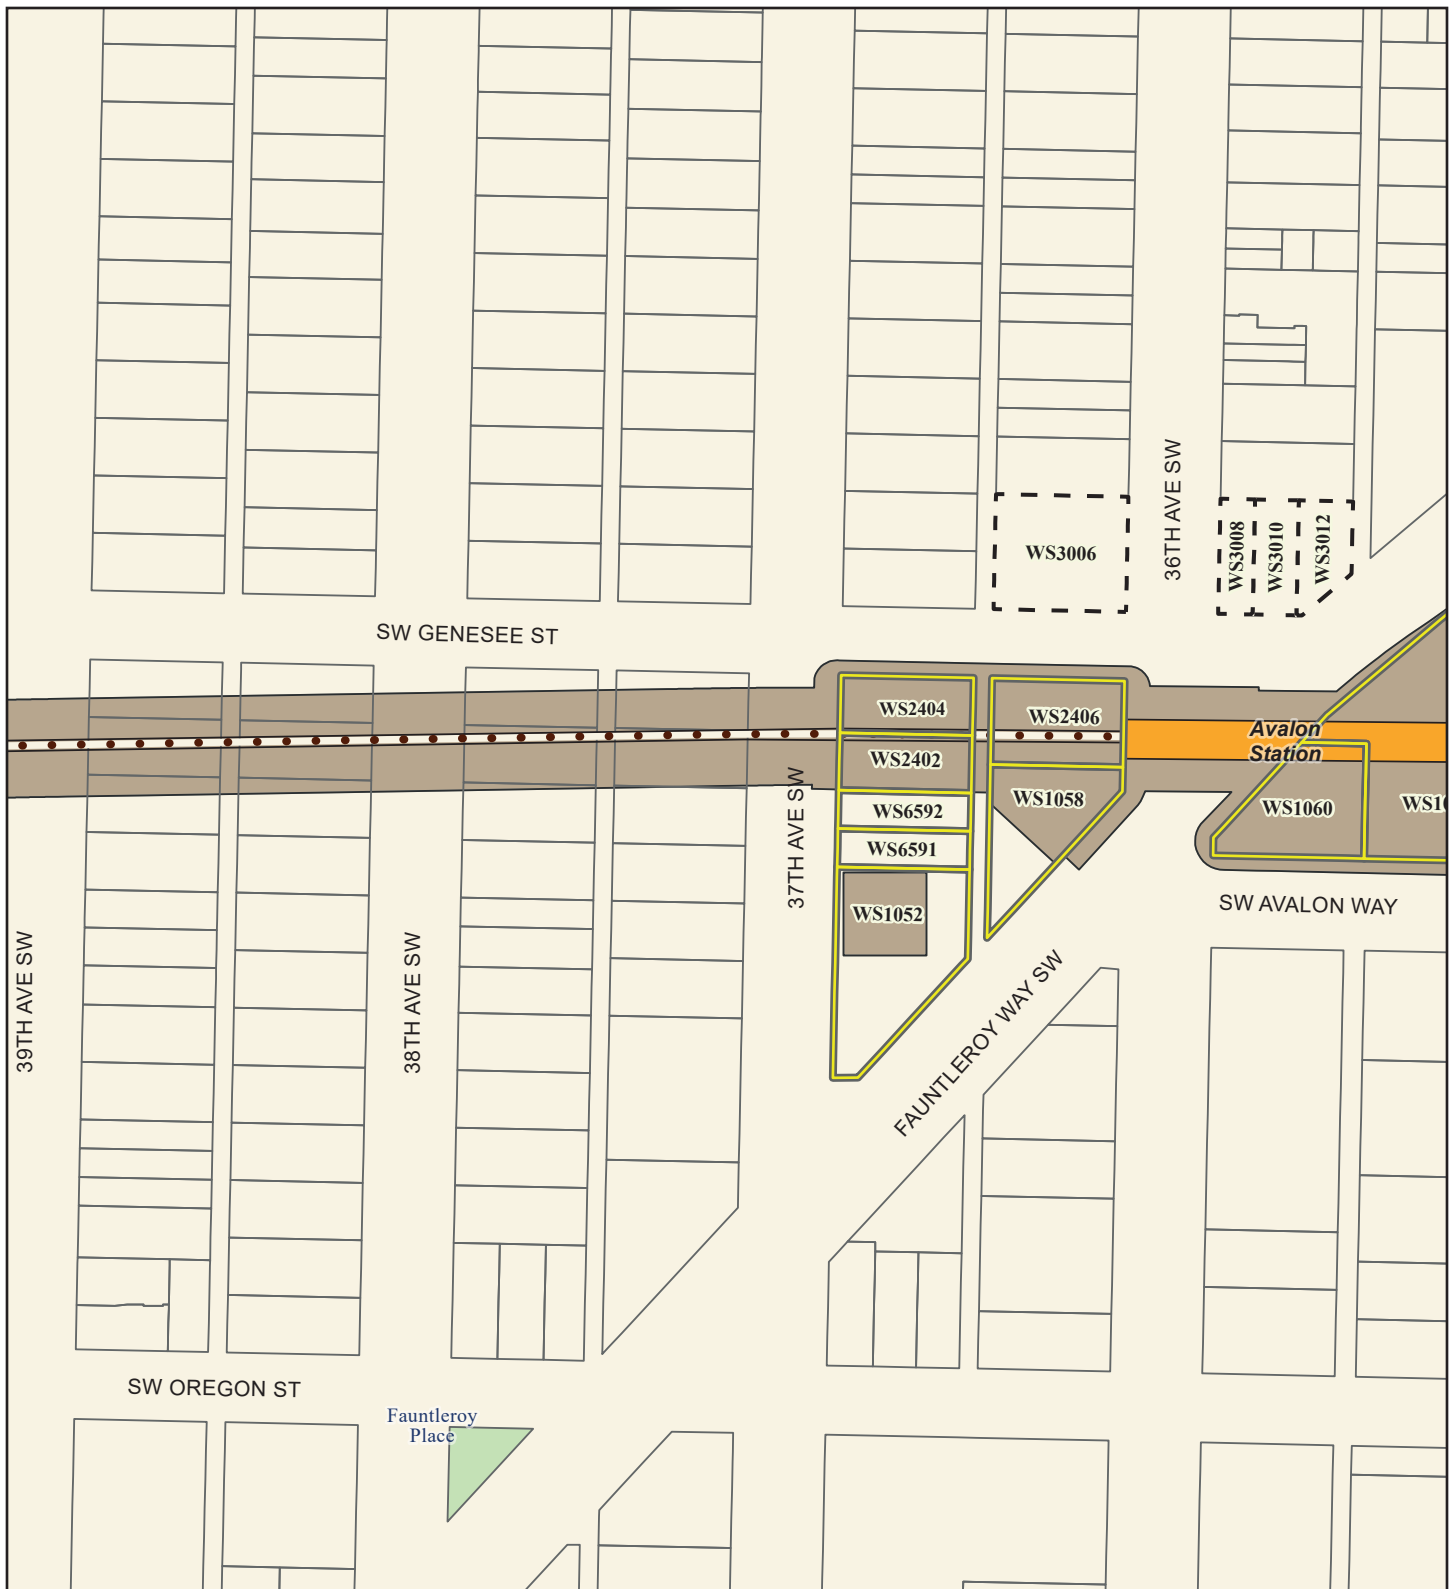 36TH AVE SW
WS3006
WS3008
WS3010
WS3012
SW GENESEE ST
WS2404
WS2406
Avalon
Station
WS2402
WS1058
WS1060
WS6592
37TH AVE SW
WS6591
WS1052
SW AVALON WAY
39TH AVE SW
38TH AVE SW
FAUNTLEROY WAY SW
SW OREGON ST
Fauntleroy
Place